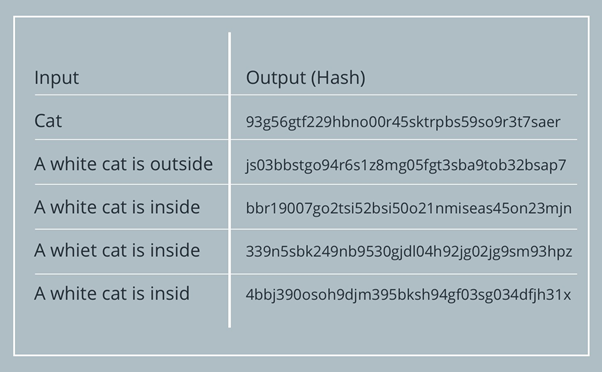 Input Output (Hash)
Cat 93g56gtf229hbno00r45sktrpbs59so9r3t7saer
A white cat is outside js03bbstgo94r6s1z8mg05fgt3sba9tob32bsap7
A white cat is inside bbr19007go2tsi52bsi50o21nmiseas45on23mjn
A whiet cat is inside 339n5sbk249nb9530gjdl04h92jg02jg9sm93hpz
A white cat is insid 4bbj390osoh9djm395bksh94gf03sg034dfjh31x